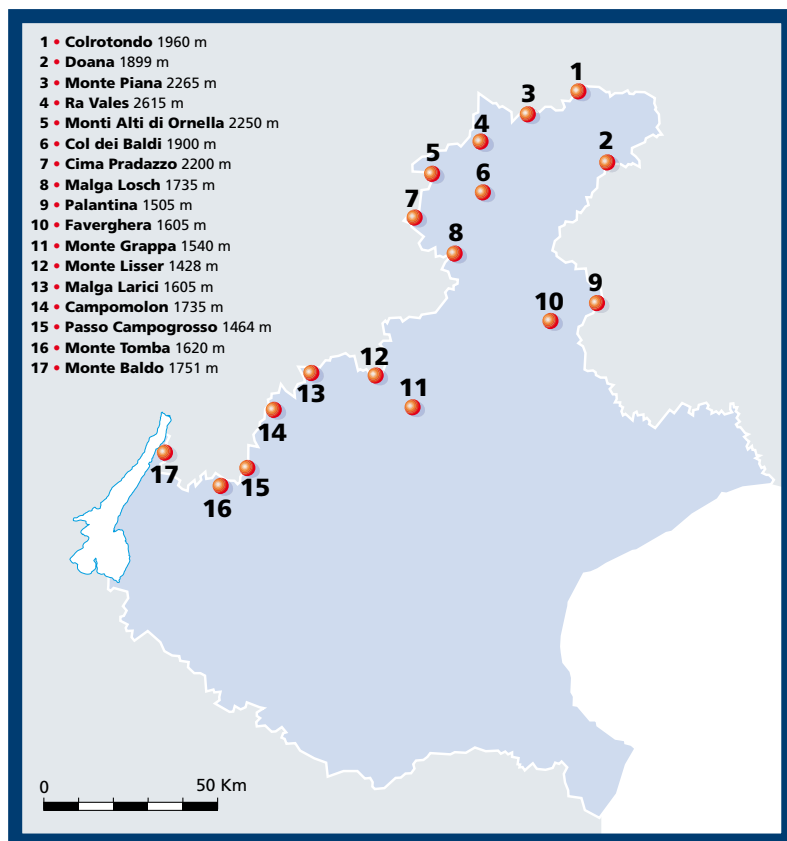 1 • Colrotondo 1960 m
2 • Doana 1899 m
3 • Monte Piana 2265 m
4 • Ra Vales 2615 m
5 • Monti Alti di Ornella 2250 m
6 • Col dei Baldi 1900 m
7 • Cima Pradazzo 2200 m
8 • Malga Losch 1735 m
9 • Palantina 1505 m
10 • Faverghera 1605 m
11 • Monte Grappa 1540 m
12 • Monte Lisser 1428 m
13 • Malga Larici 1605 m
14 • Campomolon 1735 m
15 • Passo Campogrosso 1464 m
16 • Monte Tomba 1620 m
17 • Monte Baldo 1751 m
1
3
4
2
5
6
7
8
9
10
12
13
11
14
17
15
16
0 50 Km